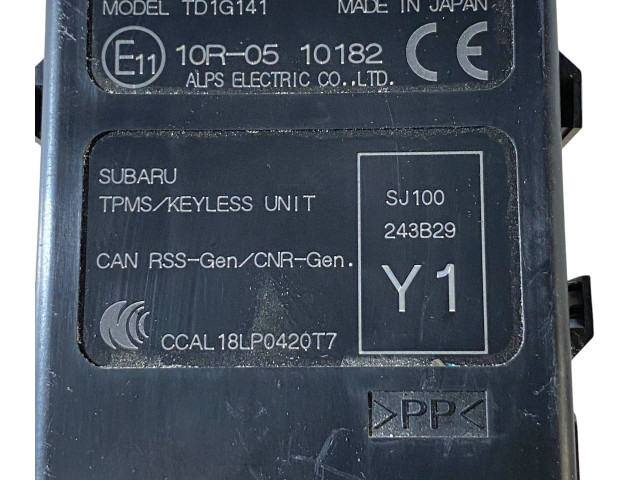 MODEL TD1G141 MADE IN JAPAN
E11 10R-05 10182 CE
ALPS ELECTRIC CO.,LTD.
SUBARU
TPMS/KEYLESS UNIT
CAN RSS-Gen/CNR-Gen.
CCAL18LP0420T7
SJ100
243B29
Y1
>PP<